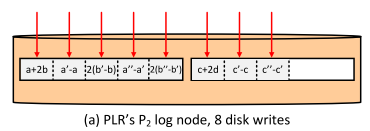 a+2b a′-a 2(b′-b) a′′-a′ 2(b′′-b′) c+2d c′-c c′′-c′
(a) PLR's P₂ log node, 8 disk writes